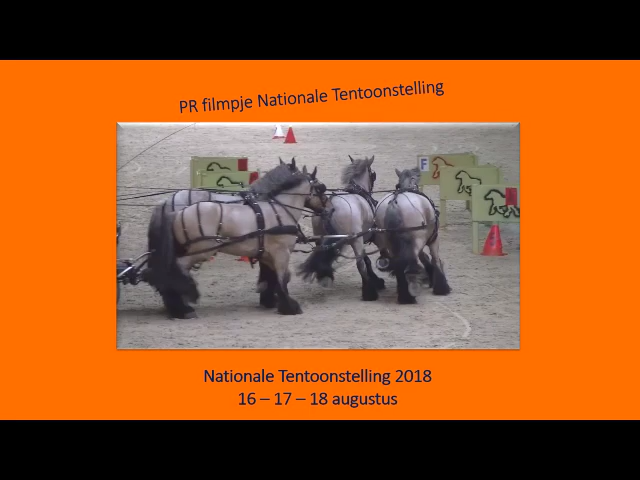 PR filmpje Nationale Tentoonstelling
F
Nationale Tentoonstelling 2018
16 – 17 – 18 augustus